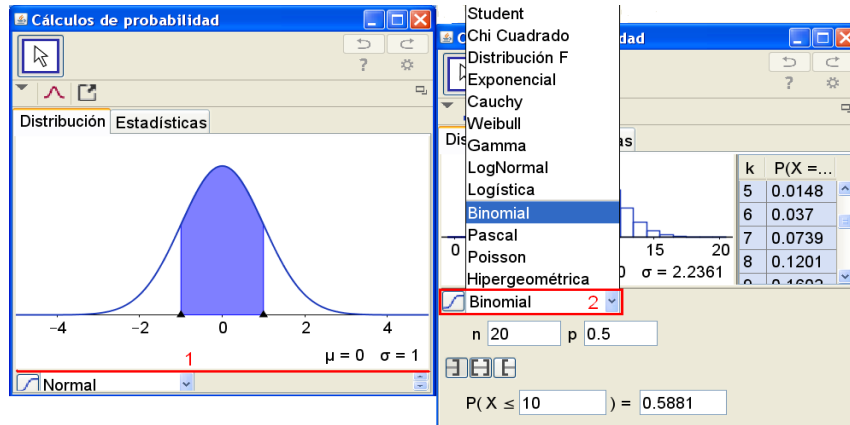 Cálculos de probabilidad
?
Distribución Estadísticas
-4 -2 0 2 4
1
μ = 0 σ = 1
Normal
Student
Chi Cuadrado
Distribución F
Exponencial
Cauchy
Weibull
Gamma
LogNormal
Logística
Binomial
Pascal
Poisson
Hipergeométrica
C dad
?
Dis as
k P(X =...
5 0.0148
6 0.037
7 0.0739
8 0.1201
0 15 20
σ = 2.2361
Binomial 2
n 20 p 0.5
P( X ≤ 10 ) = 0.5881